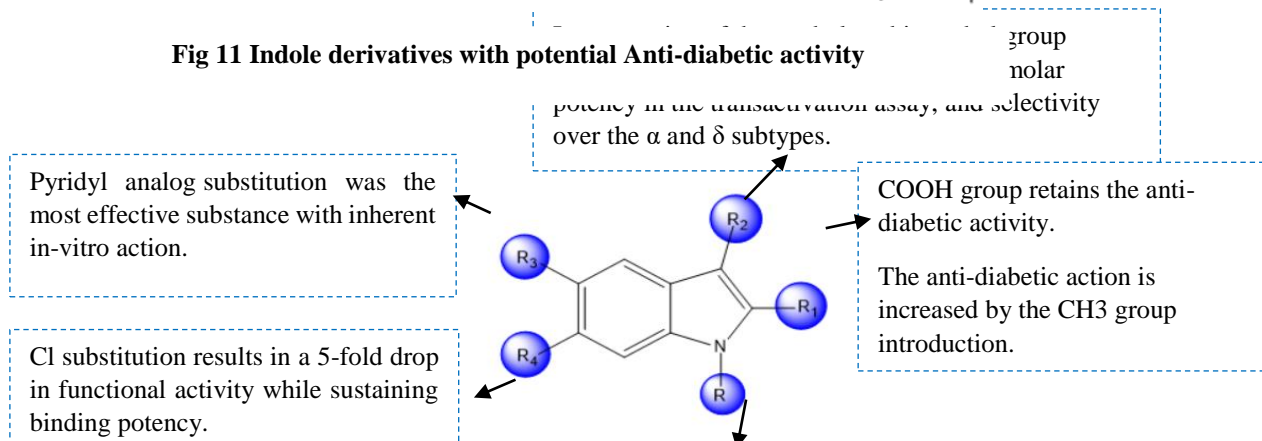 group
Fig 11 Indole derivatives with potential Anti-diabetic activity
molar
potency in the transactivation assay, and selectivity
over the α and δ subtypes.
Pyridyl analog substitution was the
most effective substance with inherent
in-vitro action.
COOH group retains the anti-
diabetic activity.
The anti-diabetic action is
increased by the CH3 group
introduction.
Cl substitution results in a 5-fold drop
in functional activity while sustaining
binding potency.
R2
R3
R1
R4
N
R